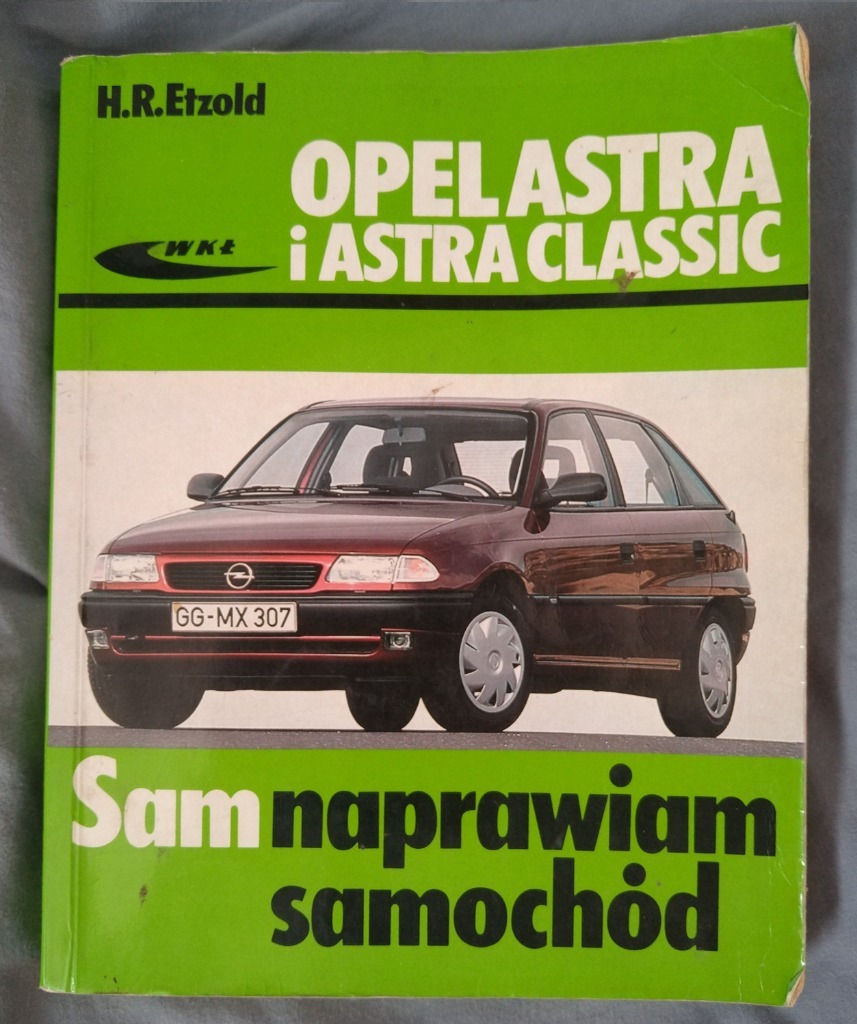 H.R.Etzold
OPEL ASTRA
i ASTRA CLASSIC
WKŁ
GG-MX 307
Sam naprawiam
samochód